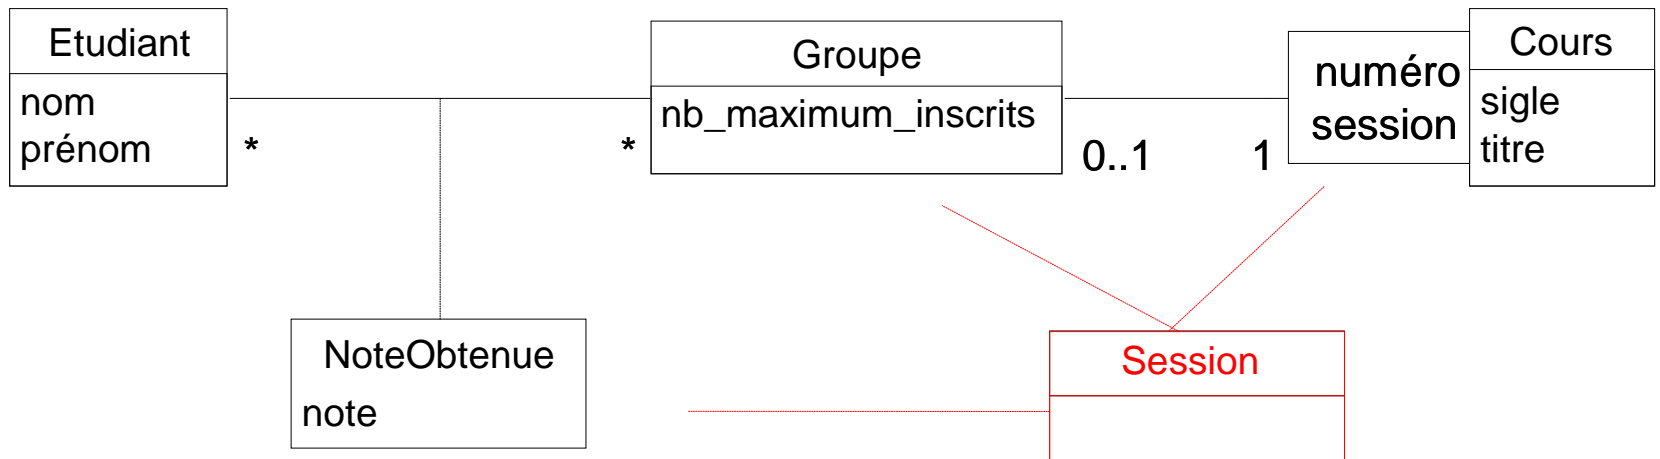 Etudiant
nom
prénom
*
*
Groupe
nb_maximum_inscrits
0..1
1
numéro
session
Cours
sigle
titre
NoteObtenue
note
Session